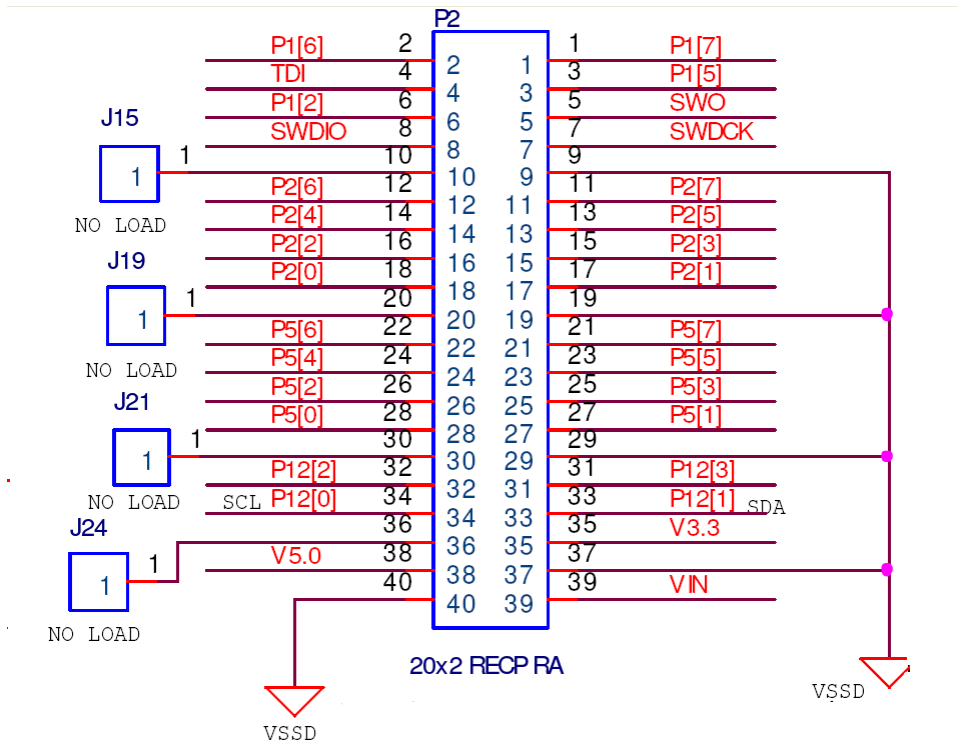 P2
P1[6] 2 2 1 1 P1[7]
TDI 4 4 3 3 P1[5]
P1[2] 6 6 5 5 SWO
SWDIO 8 8 7 7 SWDCK
J15
1 1 10 10 9 9
NO LOAD
P2[6] 12 12 11 11 P2[7]
P2[4] 14 14 13 13 P2[5]
P2[2] 16 16 15 15 P2[3]
P2[0] 18 18 17 17 P2[1]
J19
1 1 20 20 19 19
NO LOAD
P5[6] 22 22 21 21 P5[7]
P5[4] 24 24 23 23 P5[5]
P5[2] 26 26 25 25 P5[3]
P5[0] 28 28 27 27 P5[1]
J21
1 1 30 30 29 29
NO LOAD
P12[2] 32 32 31 31 P12[3]
SCL P12[0] 34 34 33 33 P12[1] SDA
J24
1 1 36 36 35 35 V3.3
NO LOAD
V5.0 38 38 37 37
40 40 39 39 VIN
20x2 RECP RA
VSSD
VSSD